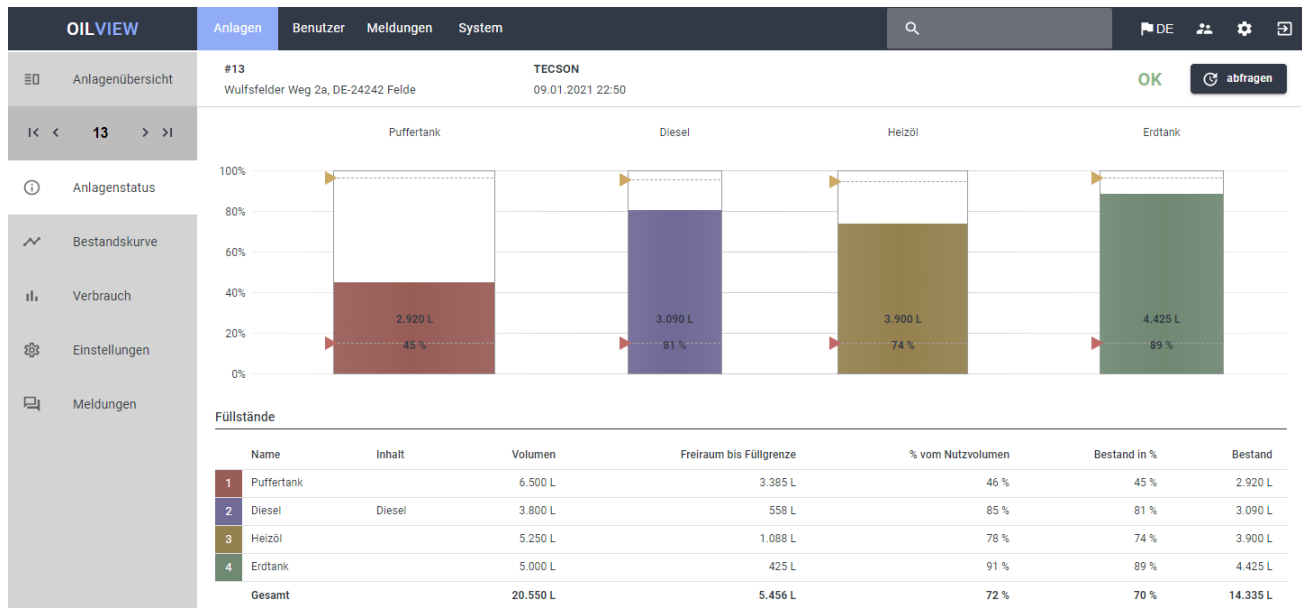 OILVIEW Anlagen Benutzer Meldungen System DE
Anlagenübersicht
13
Anlagenstatus
Bestandskurve
Verbrauch
Einstellungen
Meldungen
#13 TECSON
Wulfsfelder Weg 2a, DE-24242 Felde 09.01.2021 22:50
OK abfragen
Puffertank Diesel Heizöl Erdtank
100%
80%
60%
40%
20%
0%
2.920 L 3.090 L 3.900 L 4.425 L
45 % 81 % 74 % 89 %
Füllstände
Name Inhalt Volumen Freiraum bis Füllgrenze % vom Nutzvolumen Bestand in % Bestand
1 Puffertank 6.500 L 3.385 L 46 % 45 % 2.920 L
2 Diesel Diesel 3.800 L 558 L 85 % 81 % 3.090 L
3 Heizöl 5.250 L 1.088 L 78 % 74 % 3.900 L
4 Erdtank 5.000 L 425 L 91 % 89 % 4.425 L
Gesamt 20.550 L 5.456 L 72 % 70 % 14.335 L